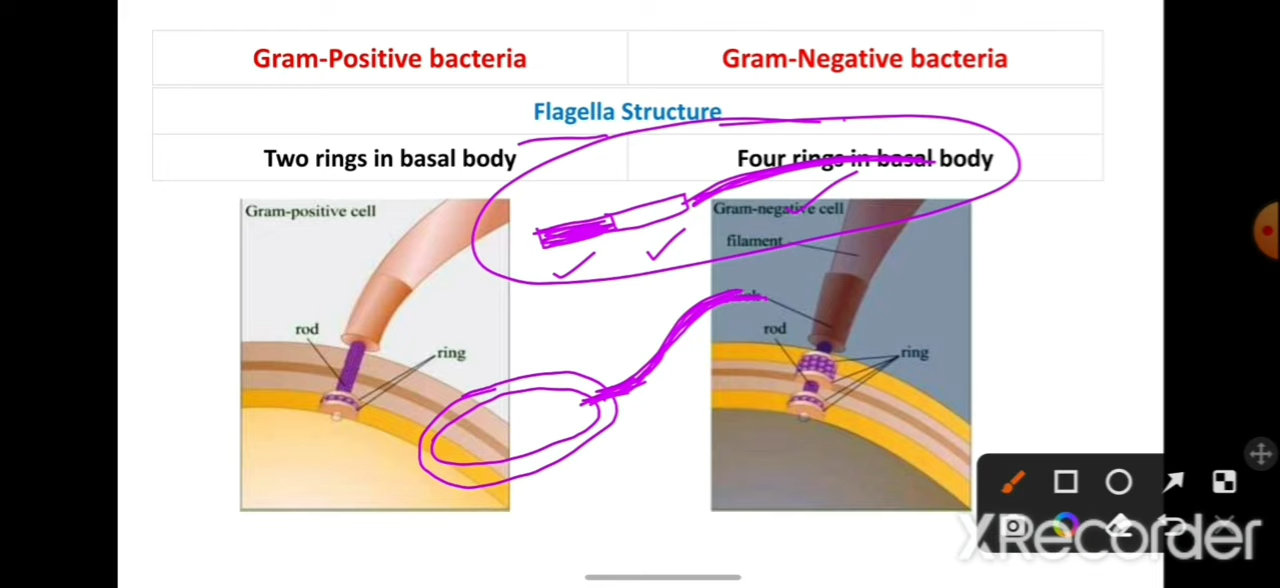 Gram-Positive bacteria
Gram-Negative bacteria
Flagella Structure
Two rings in basal body
Four rings in basal body
Gram-positive cell
rod
ring
Gram-negative cell
filament
rod
ring
XRecorder